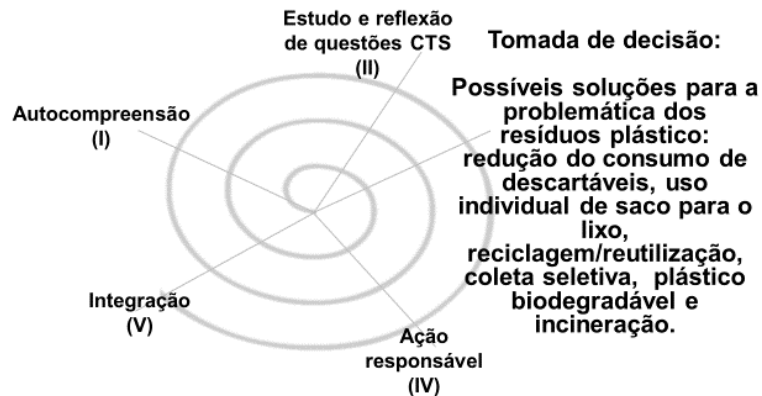 Estudo e reflexão
de questões CTS
(II)
Tomada de decisão:
Possíveis soluções para a
problemática dos
resíduos plástico:
redução do consumo de
descartáveis, uso
individual de saco para o
lixo,
reciclagem/reutilização,
coleta seletiva, plástico
biodegradável e
incineração.
Autocompreensão
(I)
Integração
(V)
Ação
responsável
(IV)